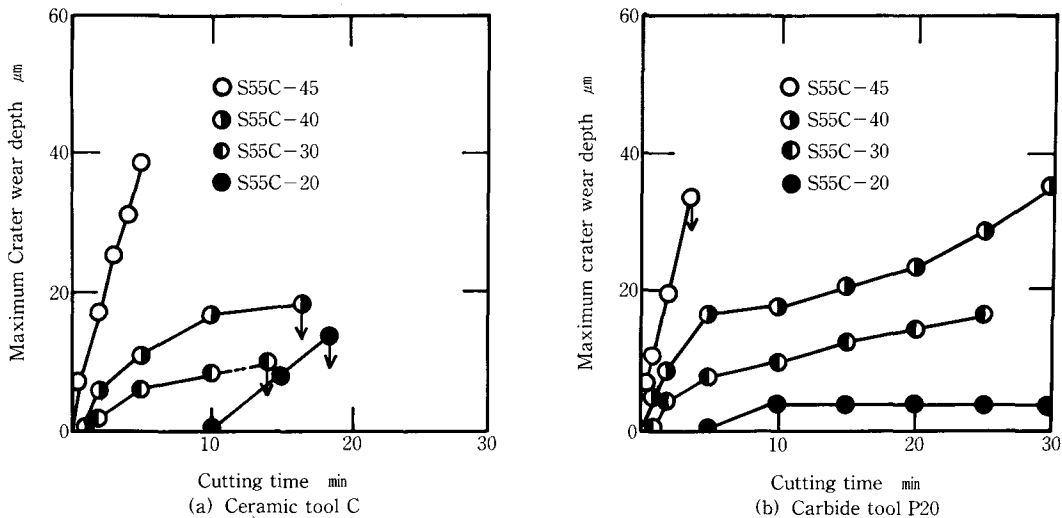 60
40
20
0
10
20
30
Maximum Crater wear depth μm
S55C-45
S55C-40
S55C-30
S55C-20
Cutting time min
(a) Ceramic tool C
60
40
20
0
10
20
30
Maximum crater wear depth μm
S55C-45
S55C-40
S55C-30
S55C-20
Cutting time min
(b) Carbide tool P20